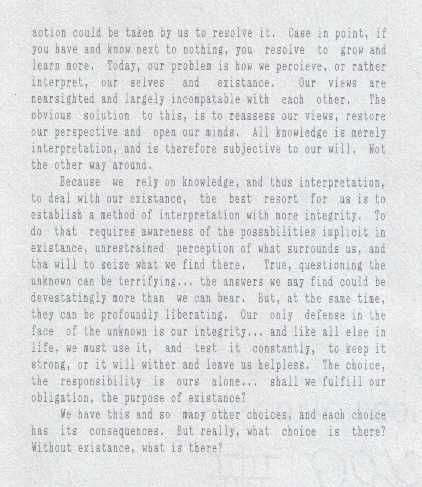 action could be taken by us to resolve it. Case in point, if
you have and know next to nothing, you resolve to grow and
learn more. Today, our problem is how we percieve, or rather
interpret, our selves and existance. Our views are
nearsighted and largely incompatable with each other. The
obvious solution to this, is to reassess our views, restore
our perspective and open our minds. All knowledge is merely
interpretation, and is therefore subjective to our will. Not
the other way around.
Because we rely on knowledge, and thus interpretation,
to deal with our existance, the best resort for us is to
establish a method of interpretation with more integrity. To
do that requires awareness of the possabilities implicit in
existance, unrestrained perception of what surrounds us, and
tha will to seize what we find there. True, questioning the
unknown can be terrifying... the answers we may find could be
devestatingly more than we can bear. But, at the same time,
they can be profoundly liberating. Our only defense in the
face of the unknown is our integrity... and like all else in
life, we must use it, and test it constantly, to keep it
strong, or it will wither and leave us helpless. The choice,
the responsibility is ours alone... shall we fulfill our
obligation, the purpose of existance?
We have this and so many other choices, and each choice
has its consequences. But really, what choice is there?
Without existance, what is there?